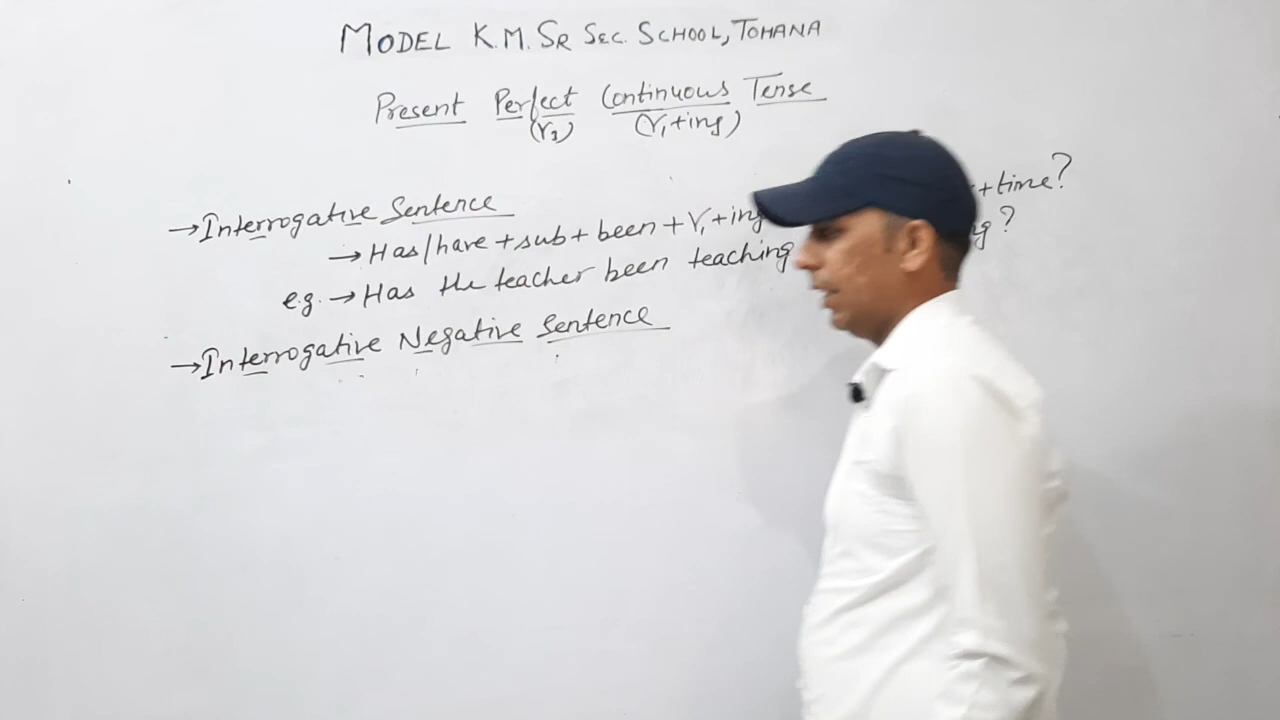 MODEL K.M. SR SEC. SCHOOL, TOHANA
Present Perfect Continuous Tense
(V₃) (V₁+ing)
→Interrogative Sentence
→Has/have+sub+been+V₁+ing +time?
e.g. →Has the teacher been teaching ?
→Interrogative Negative Sentence